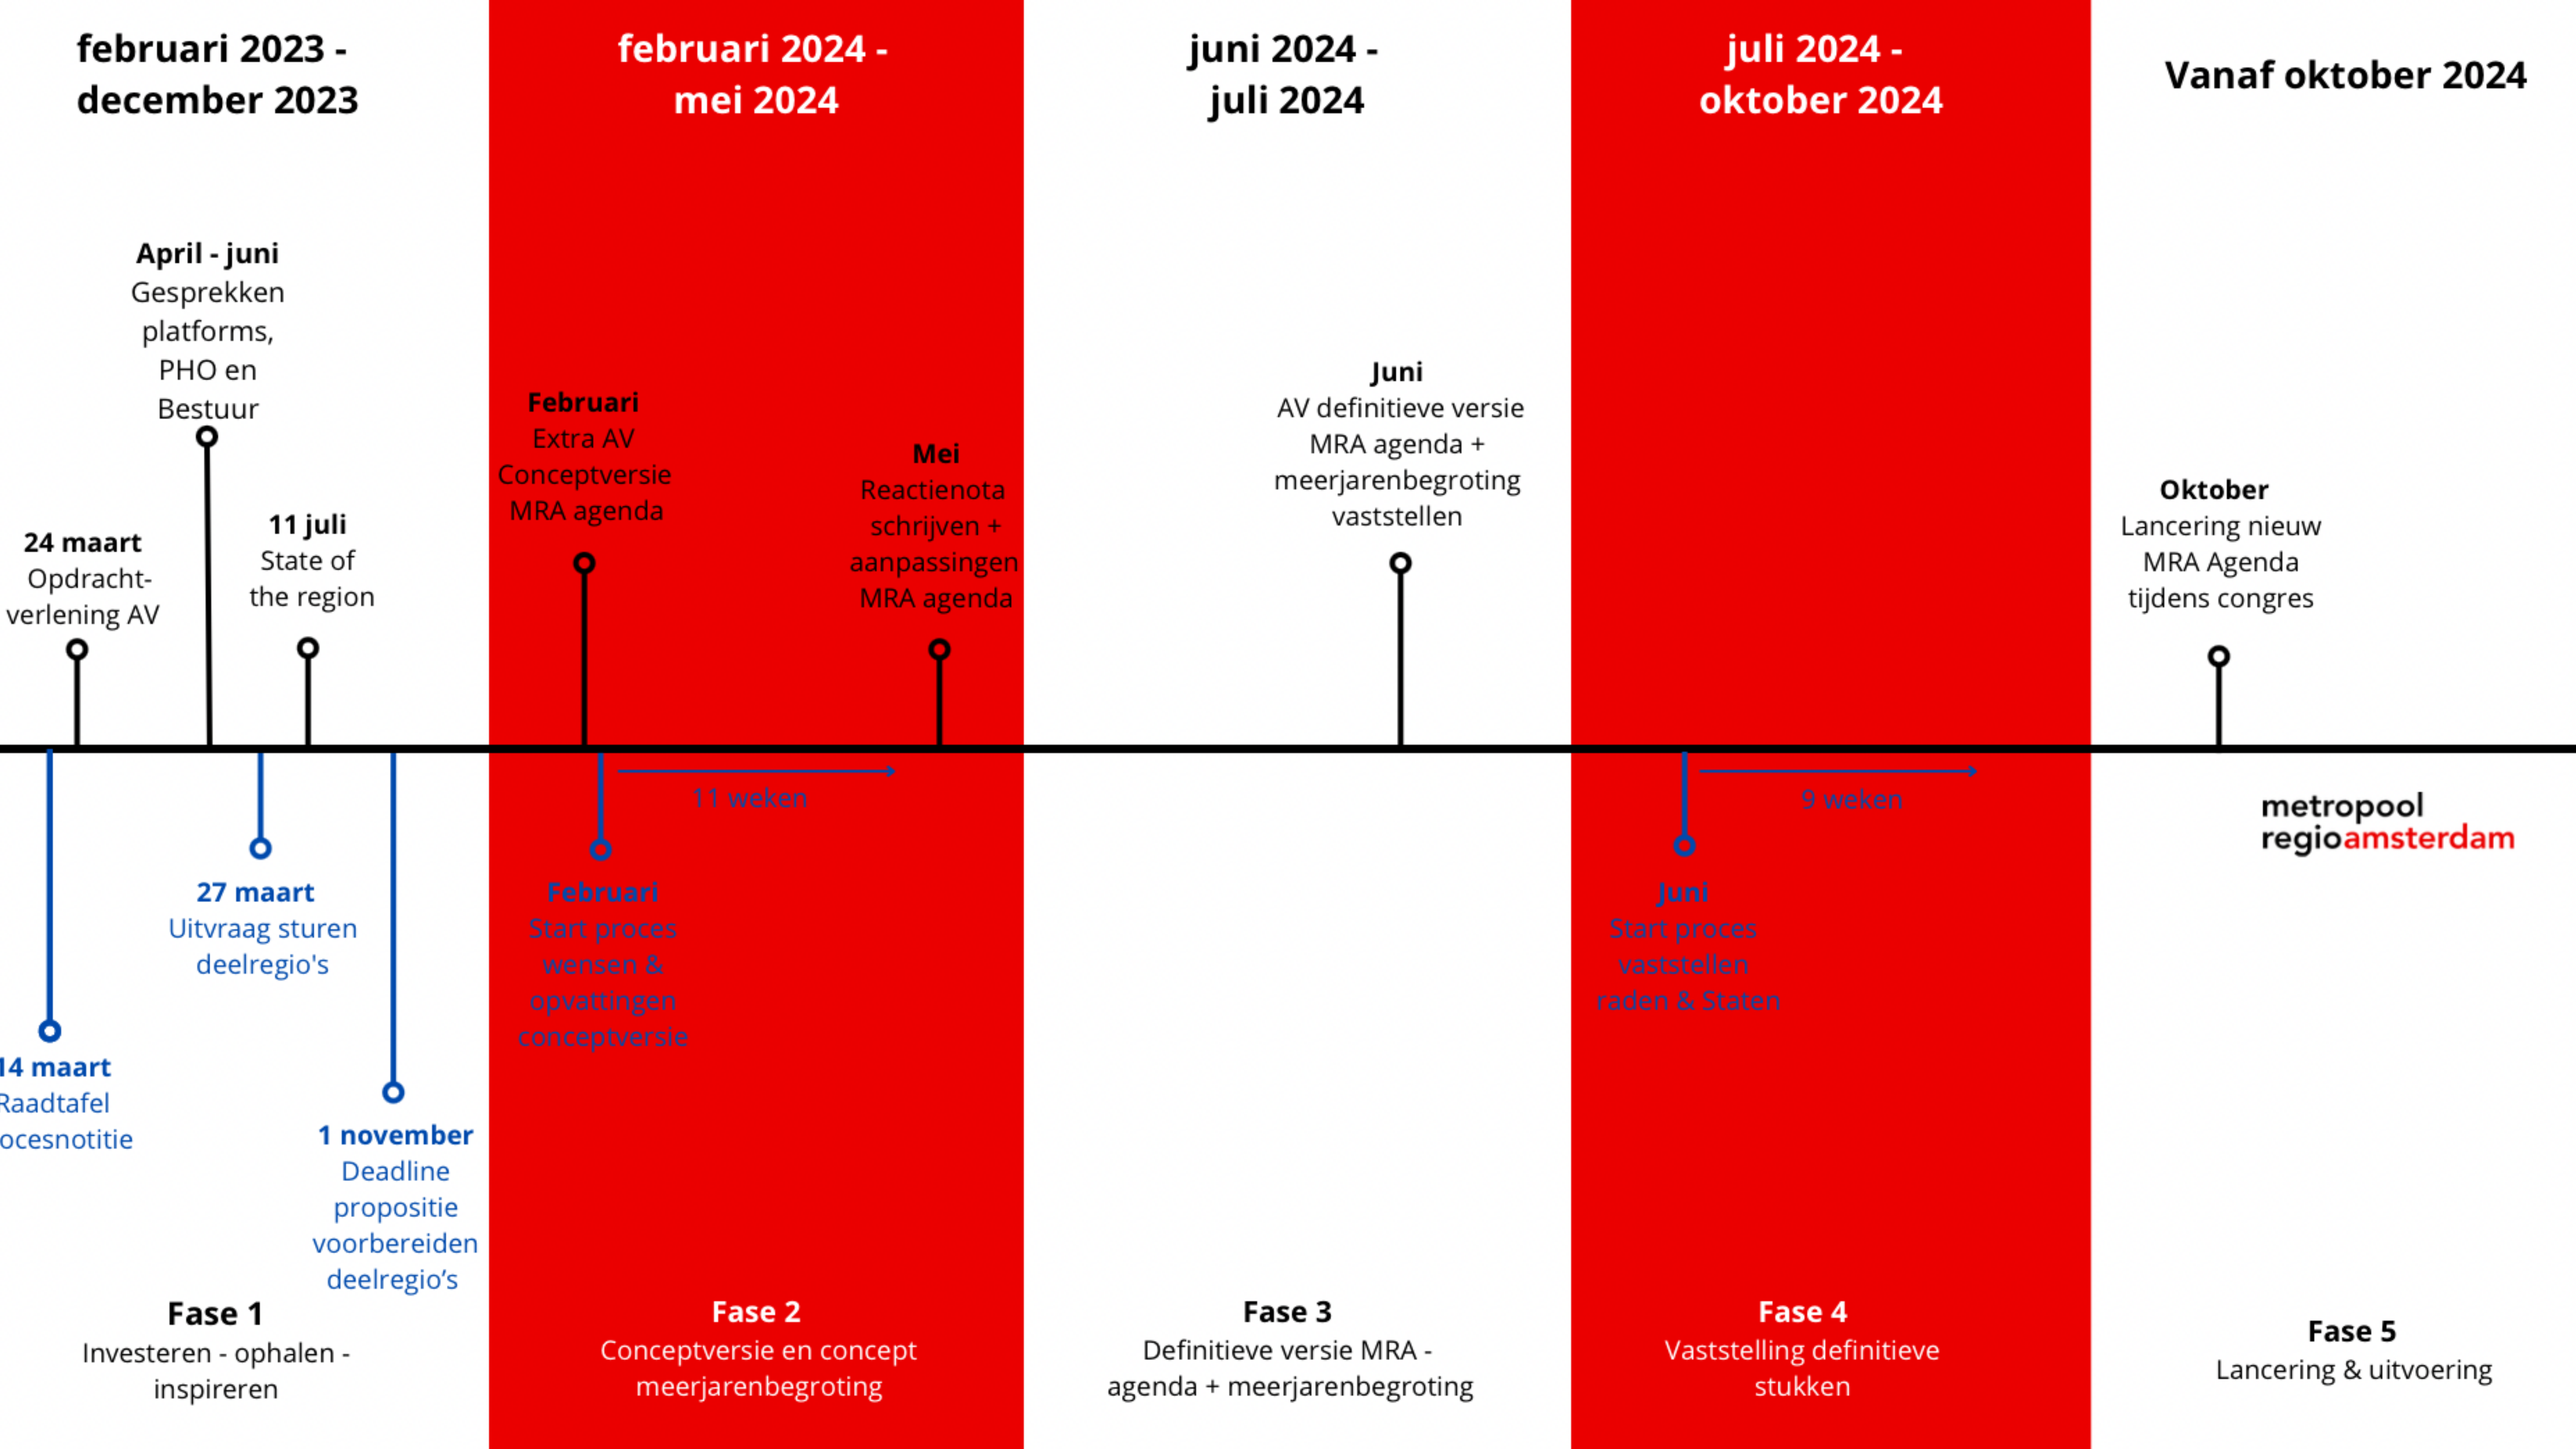 februari 2023 -
december 2023
februari 2024 -
mei 2024
juni 2024 -
juli 2024
juli 2024 -
oktober 2024
Vanaf oktober 2024
April - juni
Gesprekken
platforms,
PHO en
Bestuur
24 maart
Opdracht-
verlening AV
11 juli
State of
the region
Februari
Extra AV
Conceptversie
MRA agenda
Mei
Reactienota
schrijven +
aanpassingen
MRA agenda
Juni
AV definitieve versie
MRA agenda +
meerjarenbegroting
vaststellen
Oktober
Lancering nieuw
MRA Agenda
tijdens congres
14 maart
Raadtafel
ocesnotitie
27 maart
Uitvraag sturen
deelregio's
1 november
Deadline
propositie
voorbereiden
deelregio’s
11 weken
Februari
Start proces
wensen &
opvattingen
conceptversie
9 weken
Juni
Start proces
vaststellen
raden & Staten
metropool
regioamsterdam
Fase 1
Investeren - ophalen -
inspireren
Fase 2
Conceptversie en concept
meerjarenbegroting
Fase 3
Definitieve versie MRA -
agenda + meerjarenbegroting
Fase 4
Vaststelling definitieve
stukken
Fase 5
Lancering & uitvoering